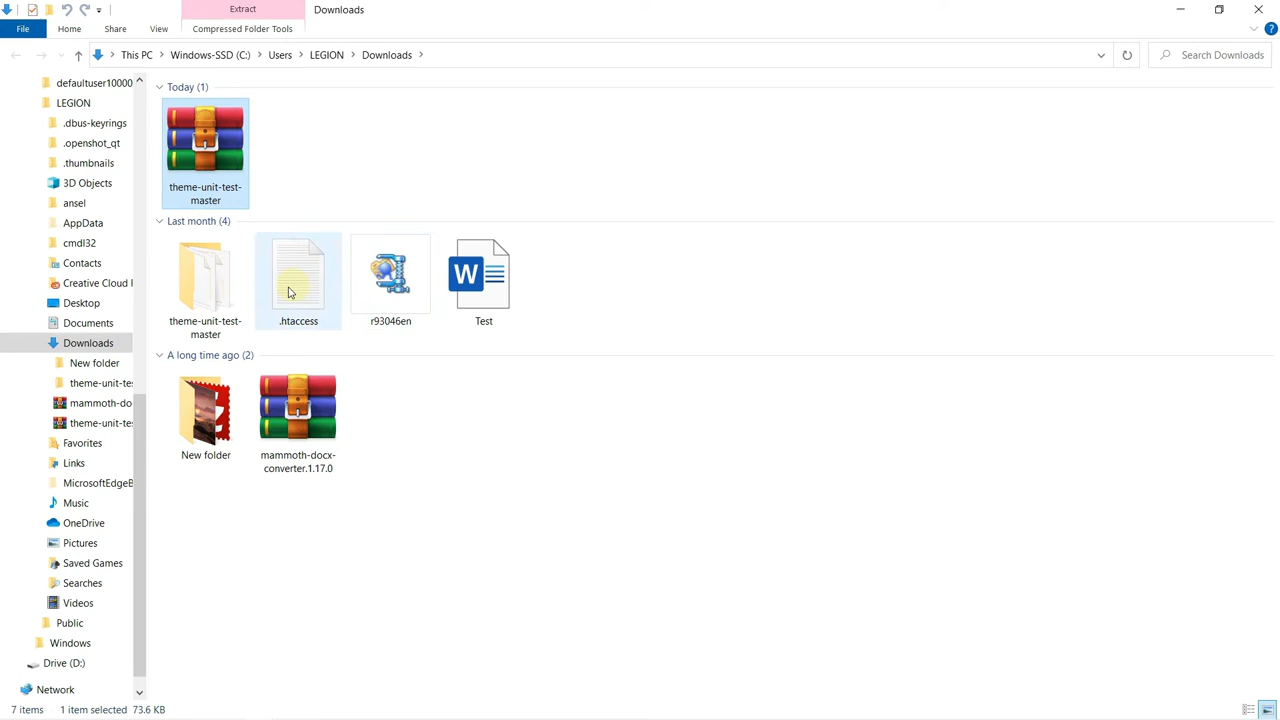 Extract
Downloads
File
Home
Share
View
Compressed Folder Tools
This PC
Windows-SSD (C:)
Users
LEGION
Downloads
Search Downloads
defaultuser10000
LEGION
.dbus-keyrings
.openshot_qt
.thumbnails
3D Objects
ansel
AppData
cmdl32
Contacts
Creative Cloud
Desktop
Documents
Downloads
New folder
theme-unit-tes
mammoth-do
theme-unit-tes
Favorites
Links
MicrosoftEdgeB
Music
OneDrive
Pictures
Saved Games
Searches
Videos
Public
Windows
Drive (D:)
Network
Today (1)
theme-unit-test-
master
Last month (4)
theme-unit-test-
master
.htaccess
r93046en
W
Test
A long time ago (2)
New folder
mammoth-docx-
converter.1.17.0
7 items
1 item selected 73.6 KB